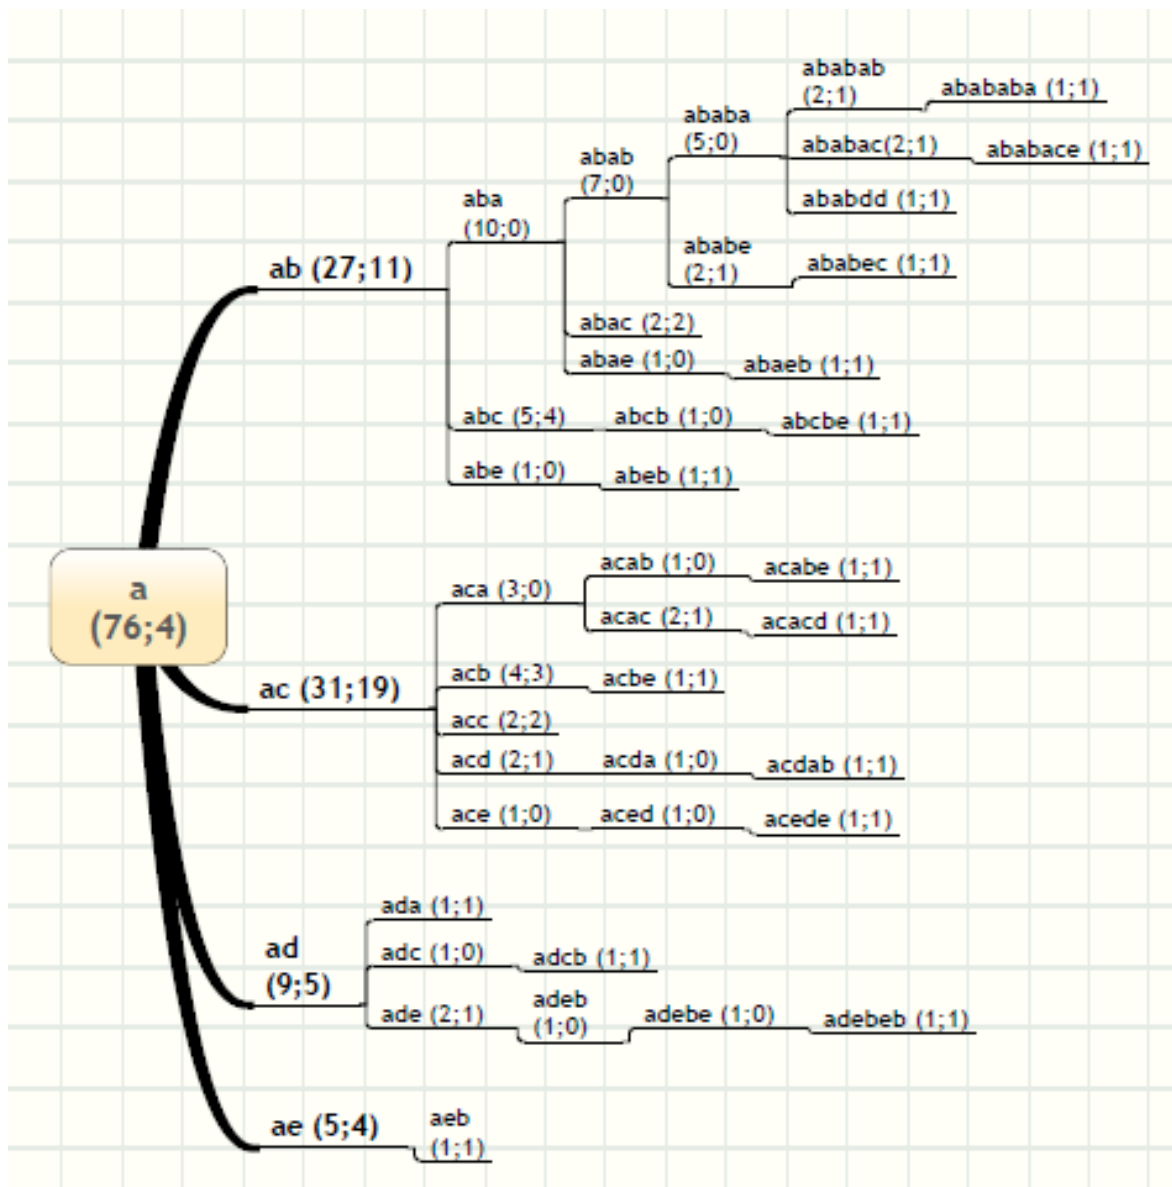 a
(76;4)
ab (27;11)
aba
(10;0)
abab
(7;0)
ababa
(5;0)
ababab
(2;1)
abababa (1;1)
ababac(2;1)
ababace (1;1)
ababdd (1;1)
ababe
(2;1)
ababec (1;1)
abac (2;2)
abae (1;0)
abaeb (1;1)
abc (5;4)
abcb (1;0)
abcbe (1;1)
abe (1;0)
abeb (1;1)
ac (31;19)
aca (3;0)
acab (1;0)
acabe (1;1)
acac (2;1)
acacd (1;1)
acb (4;3)
acbe (1;1)
acc (2;2)
acd (2;1)
acda (1;0)
acdab (1;1)
ace (1;0)
aced (1;0)
acede (1;1)
ad
(9;5)
ada (1;1)
adc (1;0)
adcb (1;1)
ade (2;1)
adeb
(1;0)
adebe (1;0)
adebeb (1;1)
ae (5;4)
aeb
(1;1)